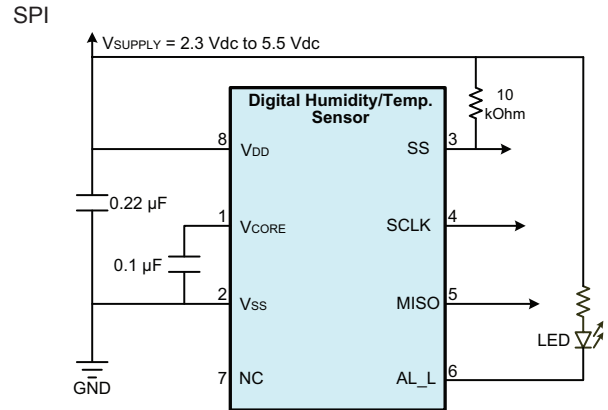 SPI
VSUPPLY = 2.3 Vdc to 5.5 Vdc
Digital Humidity/Temp.
Sensor
10
kOhm
8
VDD
SS
3
0.22 µF
1
VCORE
SCLK
4
0.1 µF
2
VSS
MISO
5
LED
7
NC
AL_L
6
GND